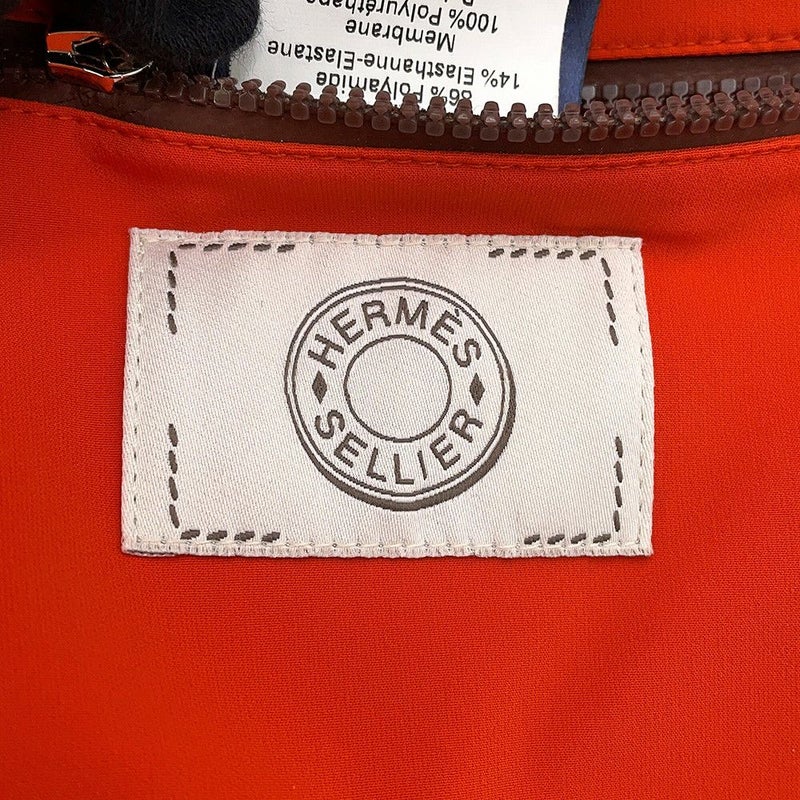 HERMÈS
SELLIER
86% Polyamide
14% Elasthanne-Elastane
Membrane
100% Polyuréthane